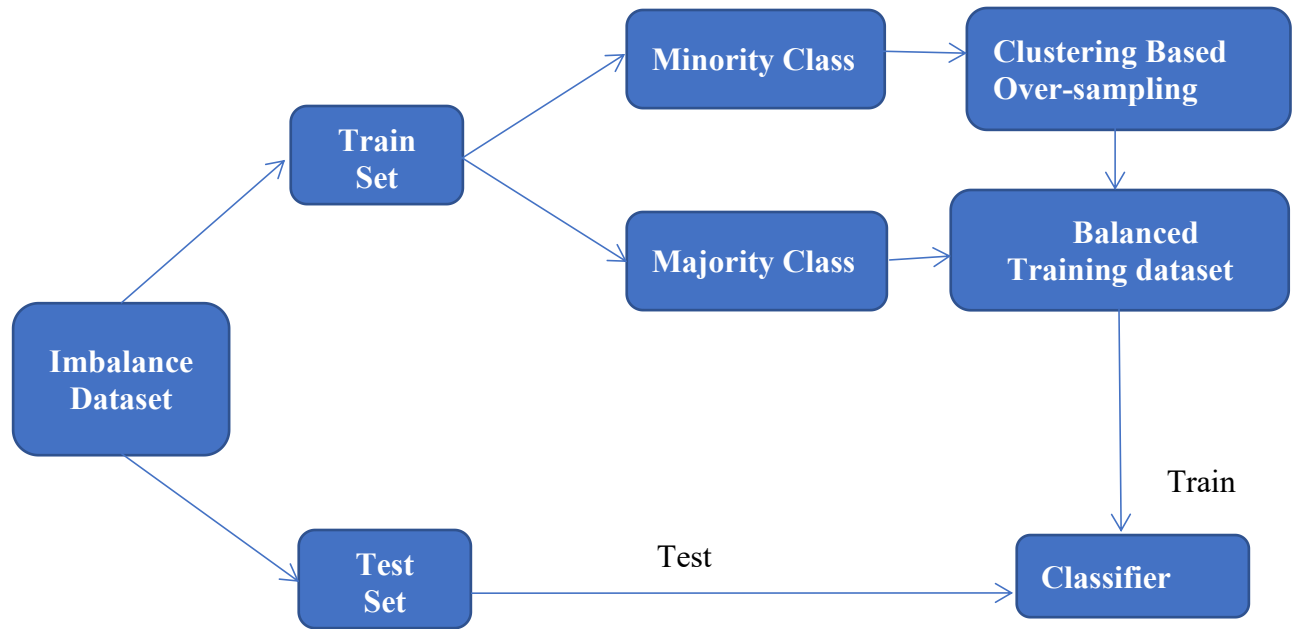 Minority Class
Clustering Based
Over-sampling
Train
Set
Majority Class
Balanced
Training dataset
Imbalance
Dataset
Train
Test
Set
Test
Classifier